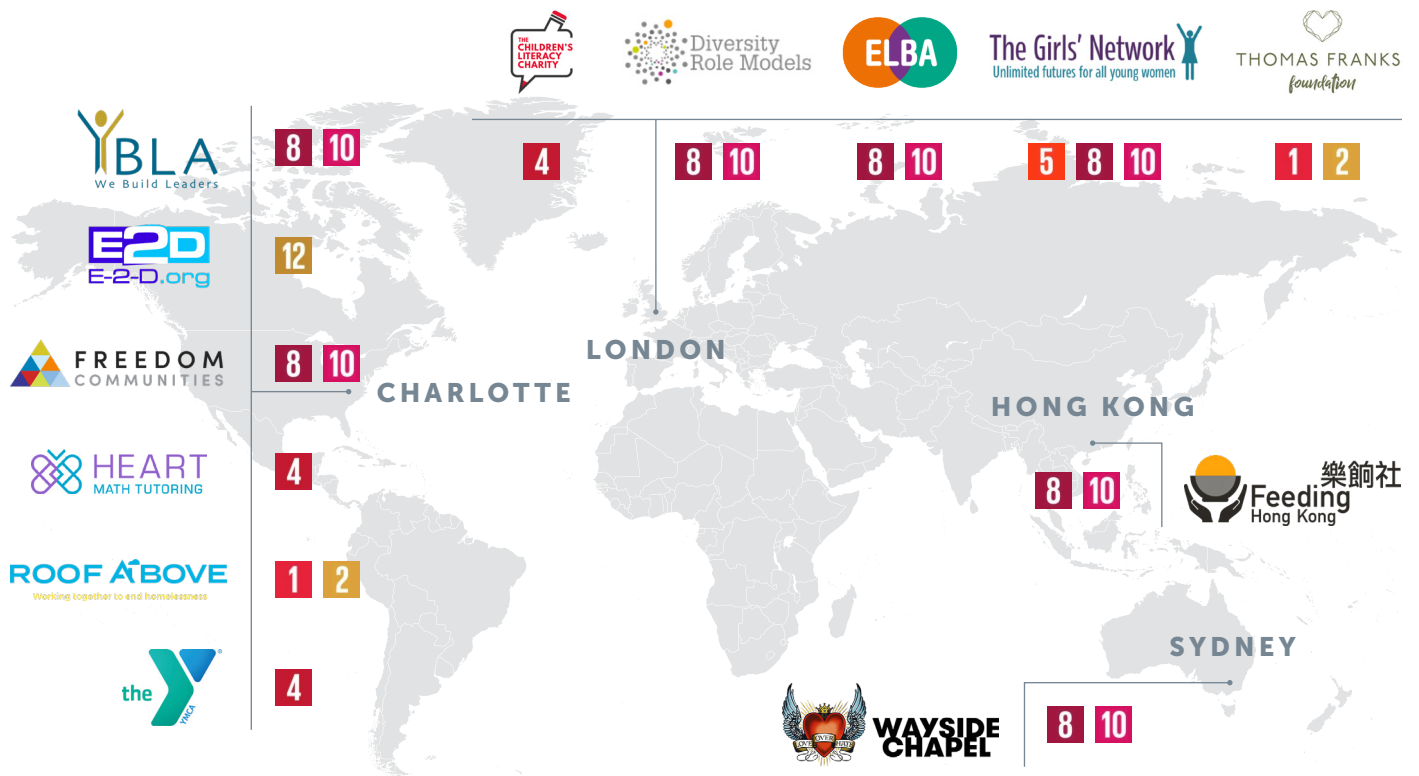 THE
CHILDREN'S
LITERACY
CHARITY
Diversity
Role Models
ELBA
The Girls' Network
Unlimited futures for all young women
THOMAS FRANKS
foundation
YBLA
We Build Leaders
8 10
4
8 10
8 10
5 8 10
1 2
E2D
E-2-D.org
12
FREEDOM
COMMUNITIES
8 10
LONDON
CHARLOTTE
HONG KONG
HEART
MATH TUTORING
4
8 10
樂餉社
Feeding
Hong Kong
ROOF ABOVE
Working together to end homelessness
1 2
SYDNEY
the Y
YMCA
®
4
LOVE OVER HATE
WAYSIDE
CHAPEL
8 10